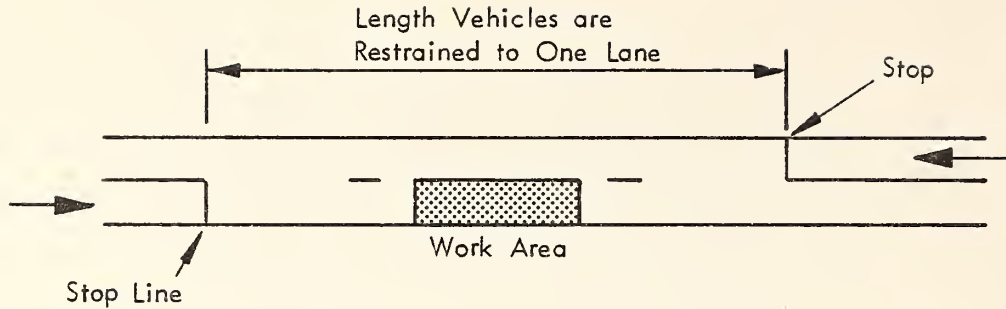 Length Vehicles are
Restrained to One Lane
Stop
Work Area
Stop Line